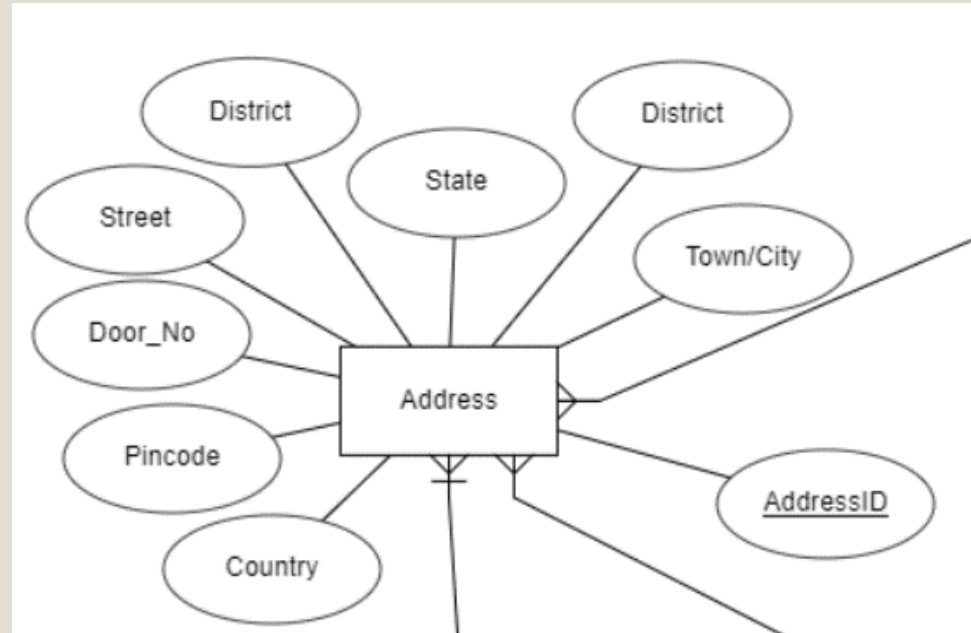 District
District
State
Street
Town/City
Door_No
Address
Pincode
AddressID
Country